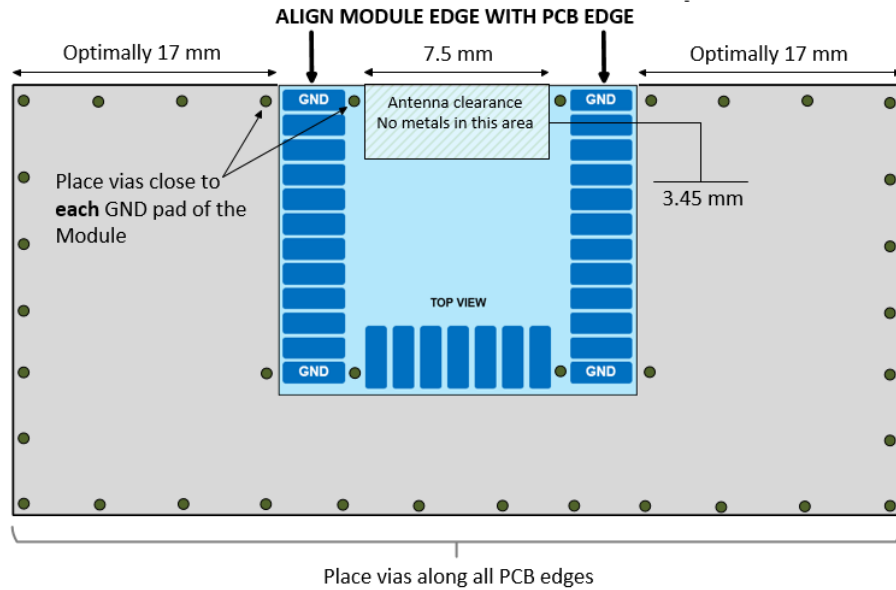 ALIGN MODULE EDGE WITH PCB EDGE
Optimally 17 mm
7.5 mm
Optimally 17 mm
GND
Antenna clearance
No metals in this area
GND
Place vias close to
each GND pad of the
Module
3.45 mm
TOP VIEW
GND
GND
Place vias along all PCB edges